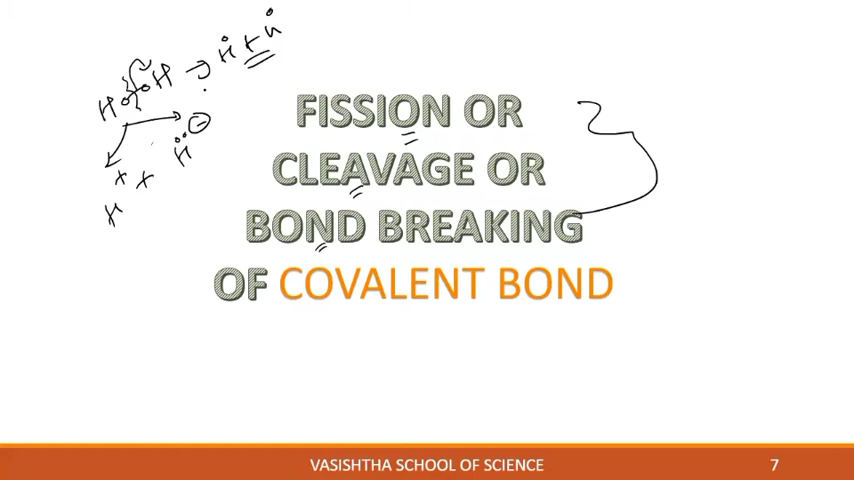 Ḣ + Ḣ
H H →
H⁺ + Ḧ⊖
FISSION OR
CLEAVAGE OR
BOND BREAKING
OF COVALENT BOND
VASISHTHA SCHOOL OF SCIENCE 7